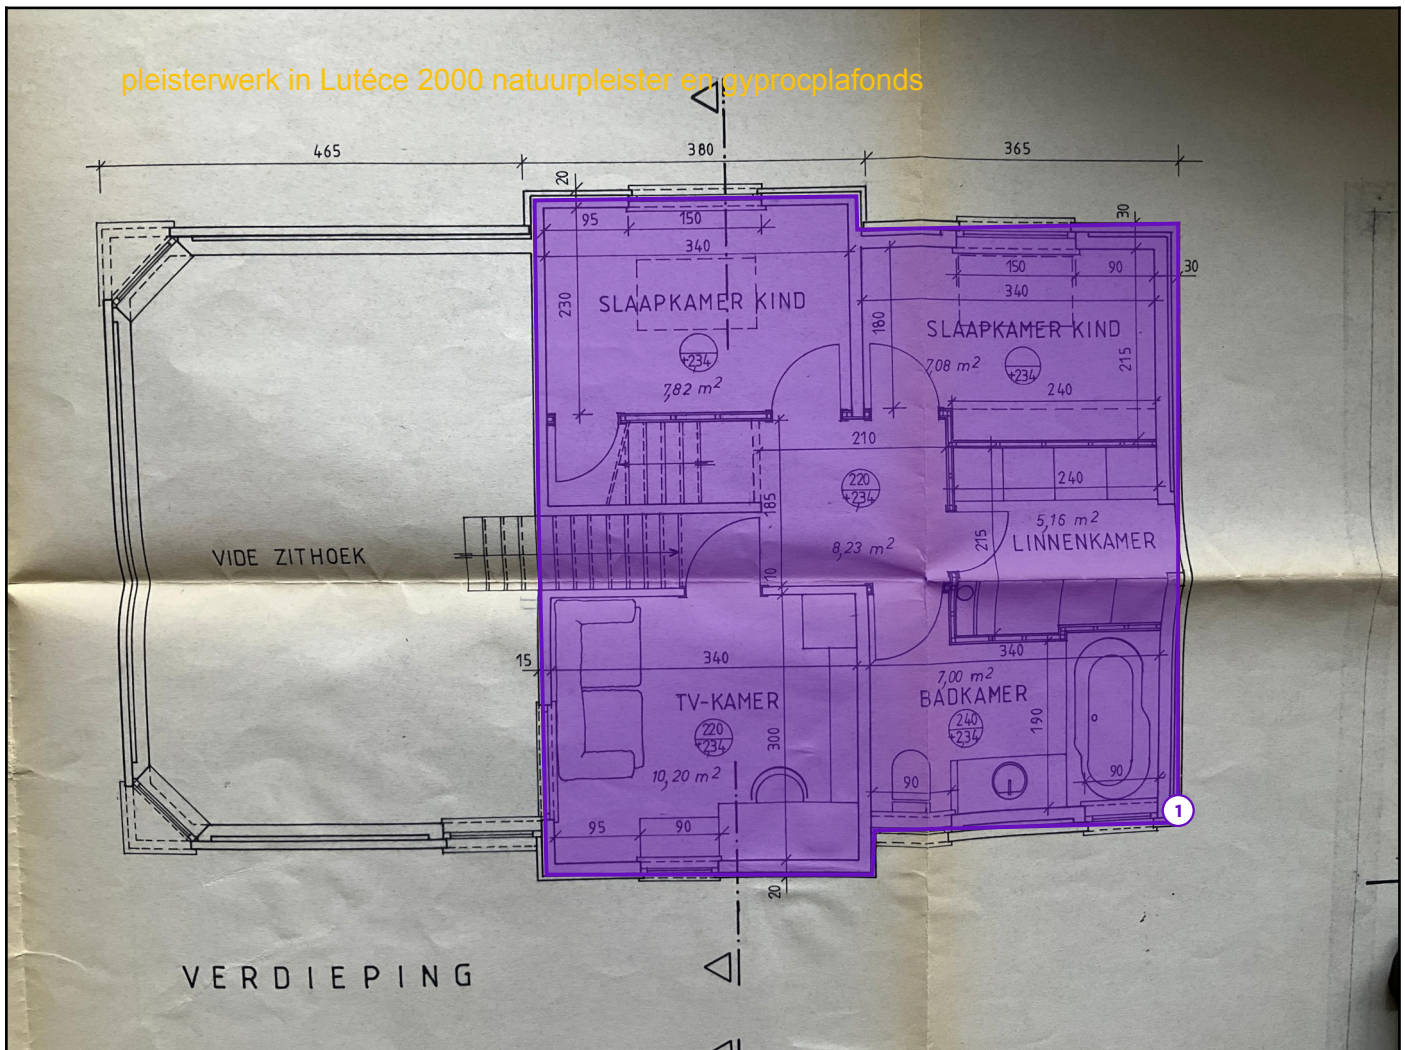 pleisterwerk in Lutéce 2000 natuurpleister en gyprocplafonds
465
380
365
20
30
95
150
340
150
90
30
340
230
SLAAPKAMER KIND
180
SLAAPKAMER KIND
215
+234
7,82 m2
7,08 m2
+234
240
210
220
+234
240
185
5,16 m2
VIDE ZITHOEK
8,23 m2
215
LINNENKAMER
10
15
340
340
TV-KAMER
7,00 m2
BADKAMER
220
+234
240
+234
190
300
10,20 m2
90
90
95
90
1
20
VERDIEPING